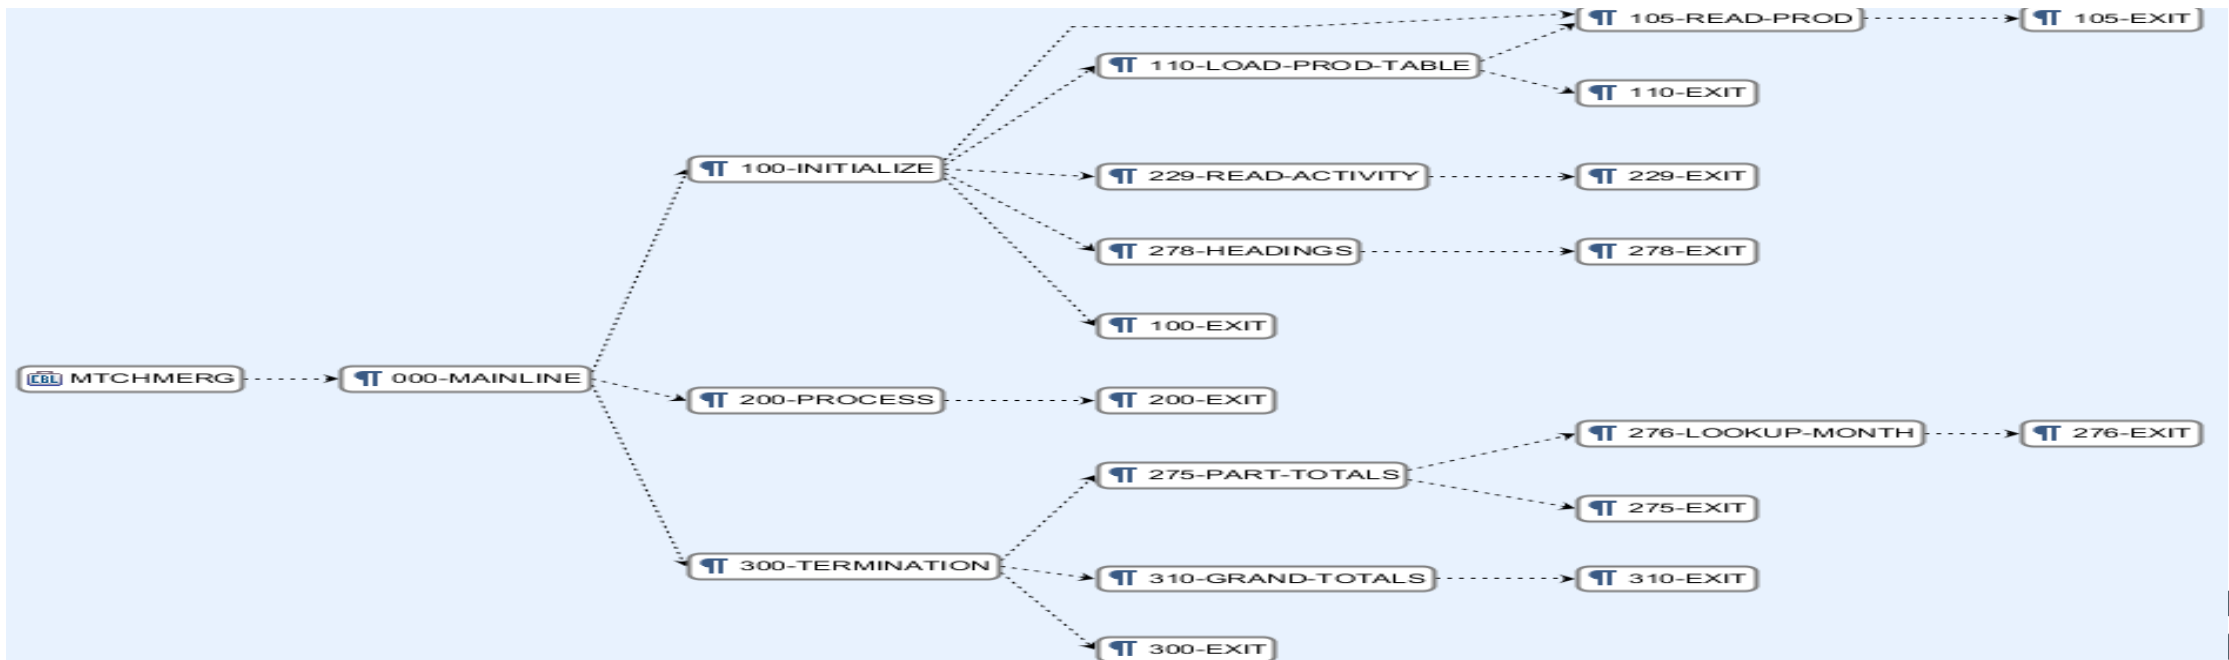 105-READ-PROD
105-EXIT
110-LOAD-PROD-TABLE
110-EXIT
100-INITIALIZE
229-READ-ACTIVITY
229-EXIT
278-HEADINGS
278-EXIT
100-EXIT
CBL MTCHMERG
000-MAINLINE
200-PROCESS
200-EXIT
276-LOOKUP-MONTH
276-EXIT
275-PART-TOTALS
275-EXIT
300-TERMINATION
310-GRAND-TOTALS
310-EXIT
300-EXIT